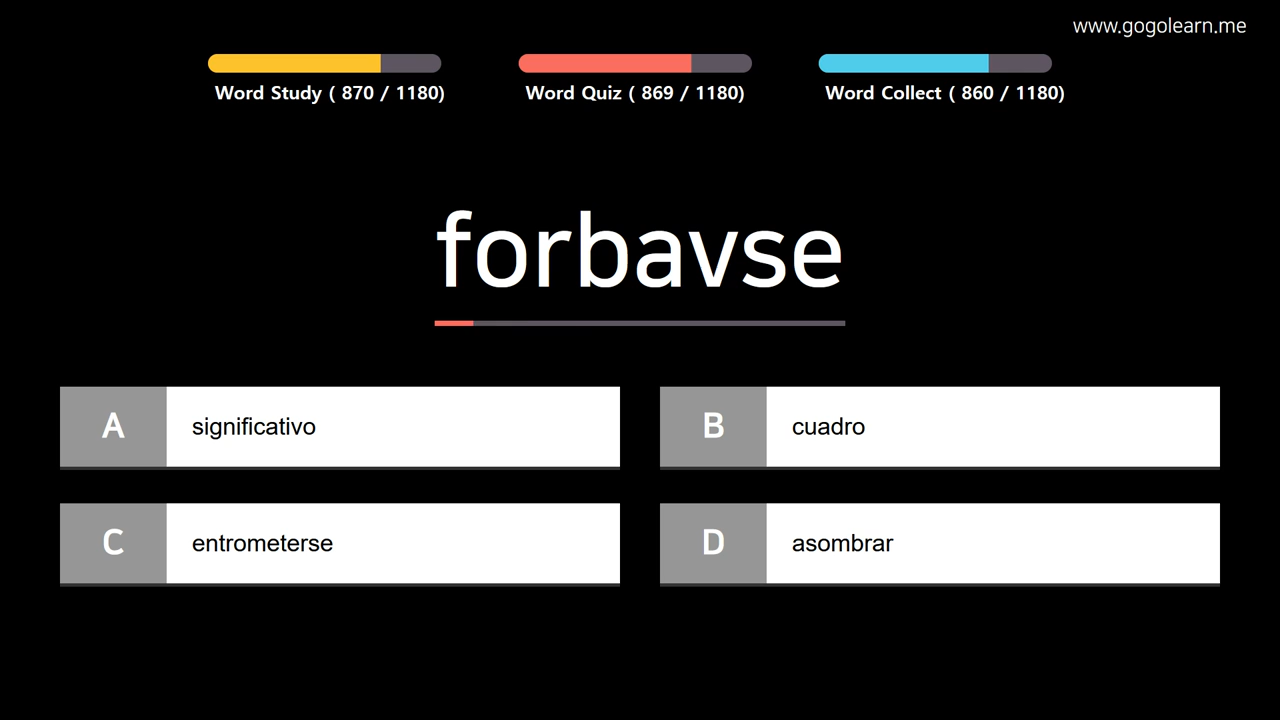 www.gogolearn.me
Word Study ( 870 / 1180)
Word Quiz ( 869 / 1180)
Word Collect ( 860 / 1180)
forbavse
A significativo
B cuadro
C entrometerse
D asombrar